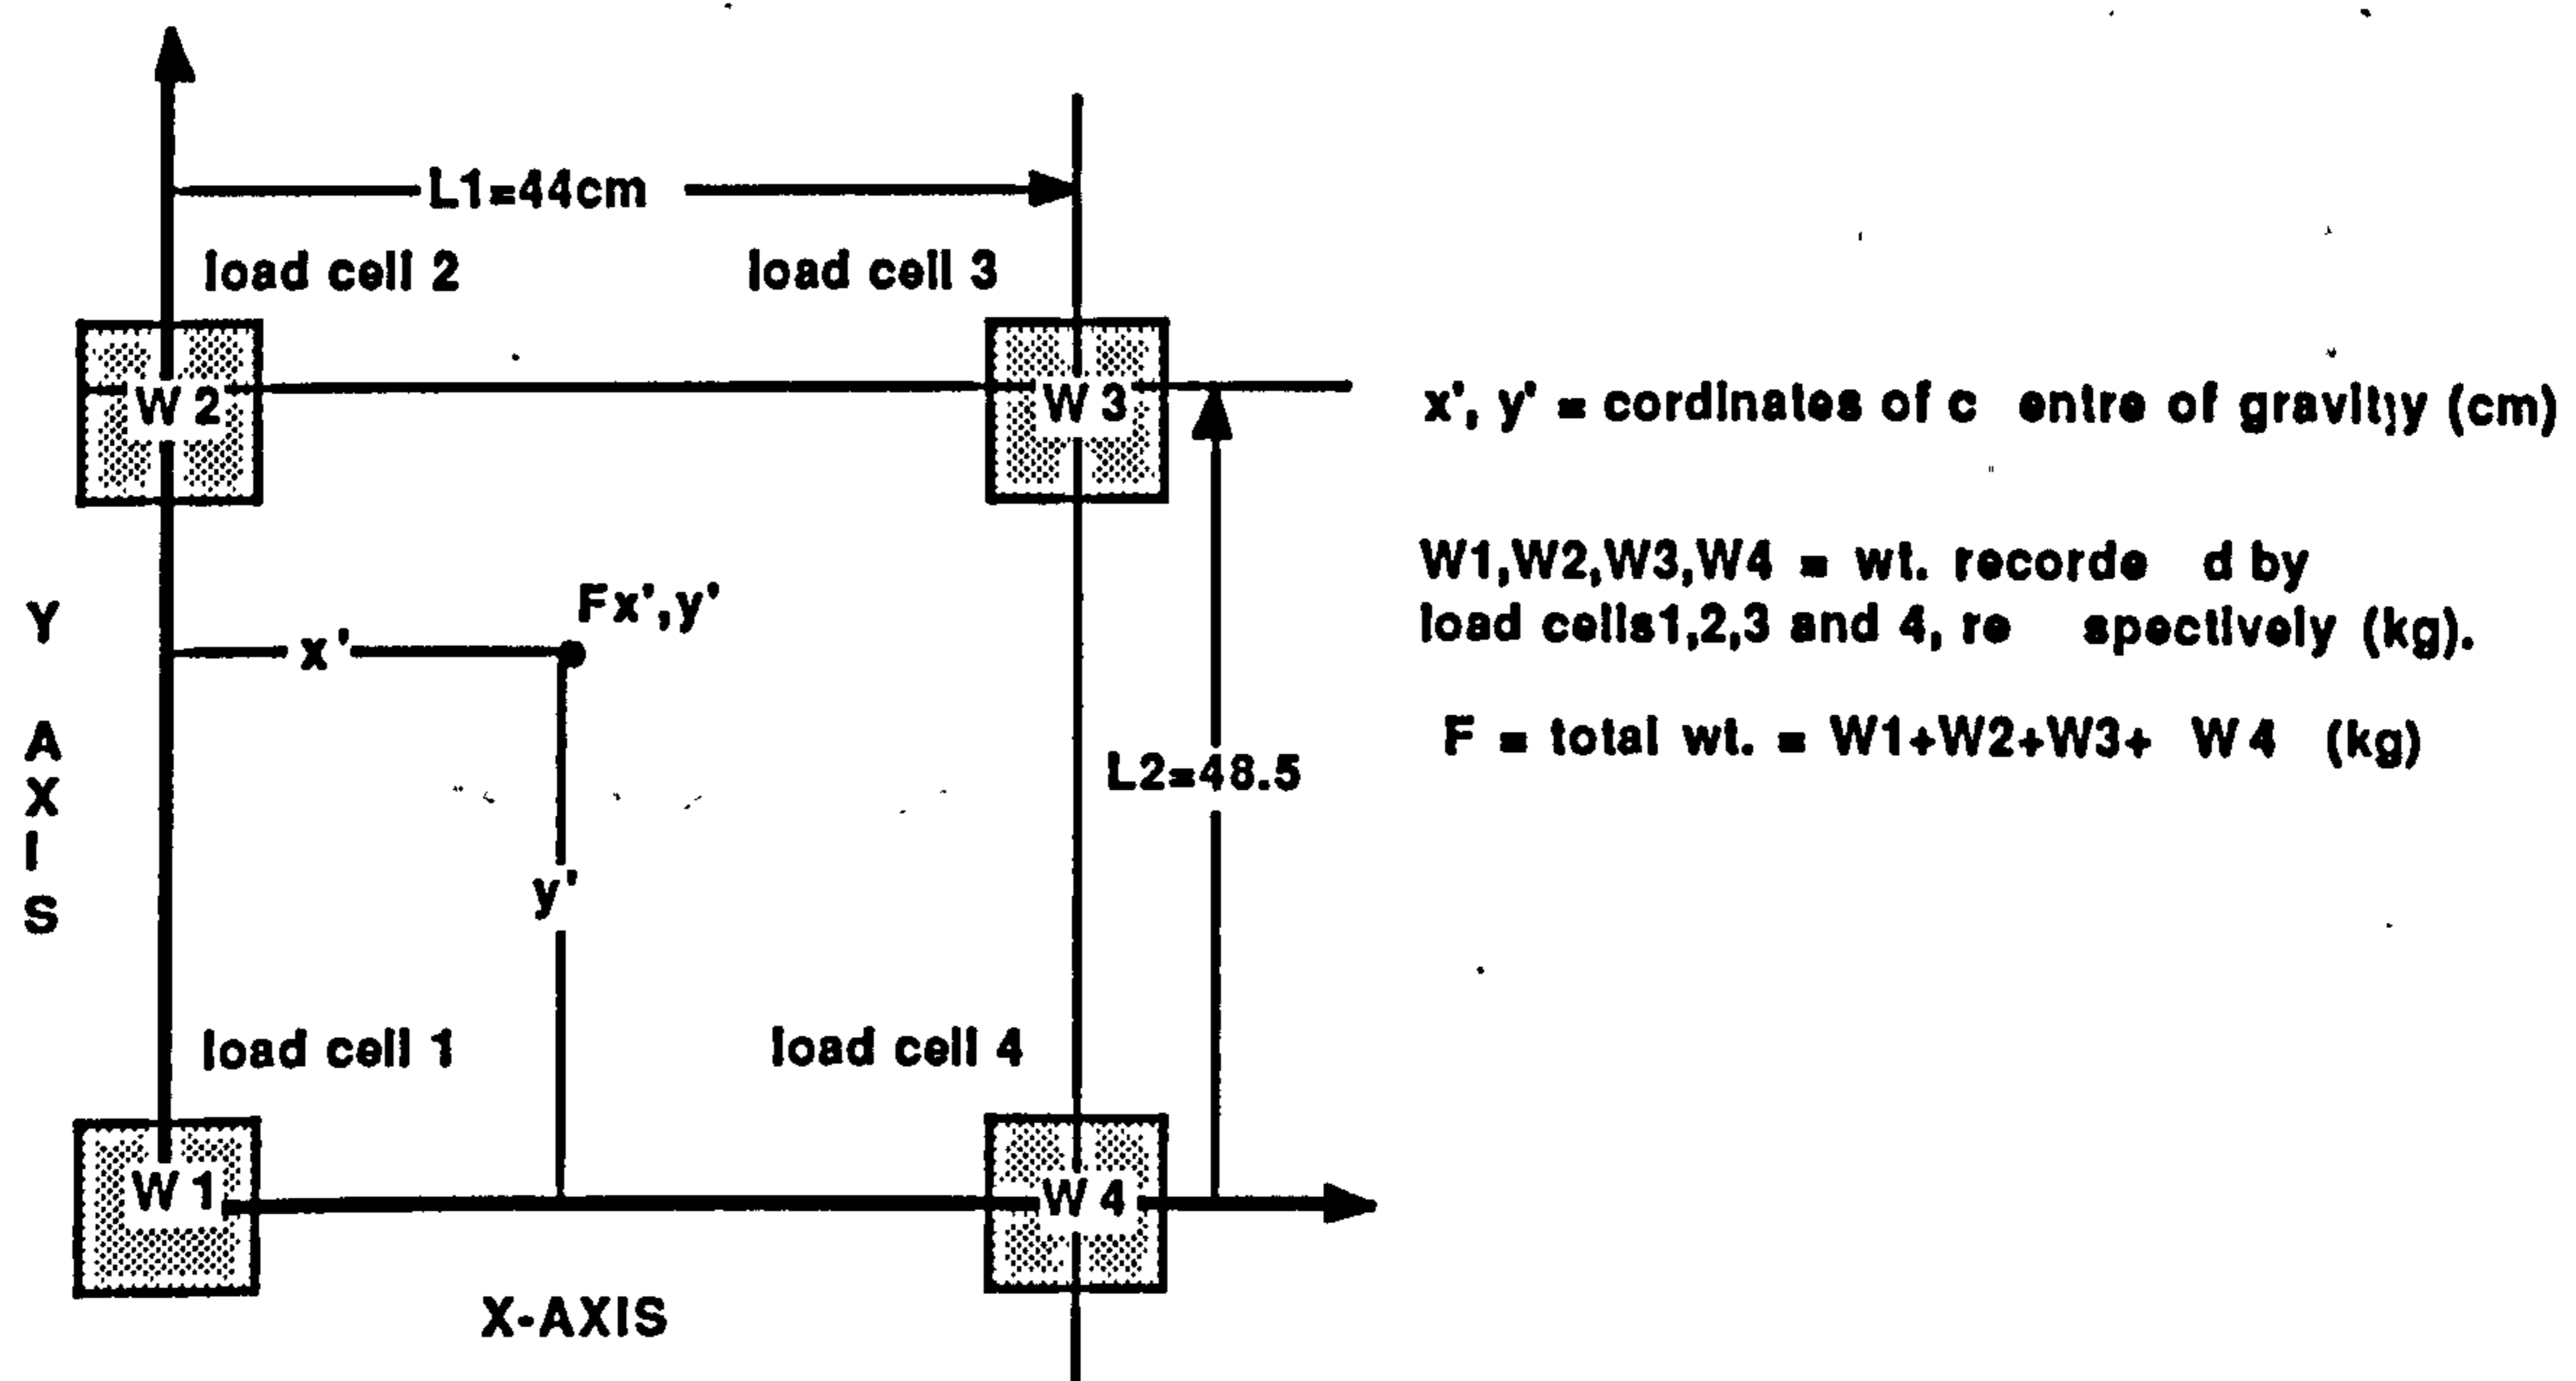 L1=44cm
load cell 2
load cell 3
W 2
W 3
x', y' = cordinates of c entre of gravity (cm)
W1,W2,W3,W4 = wt. recorde d by
load cells1,2,3 and 4, re spectively (kg).
F = total wt. = W1+W2+W3+ W 4 (kg)
Fx',y'
x'
Y AXIS
L2=48.5
y'
load cell 1
load cell 4
W 1
W 4
X-AXIS